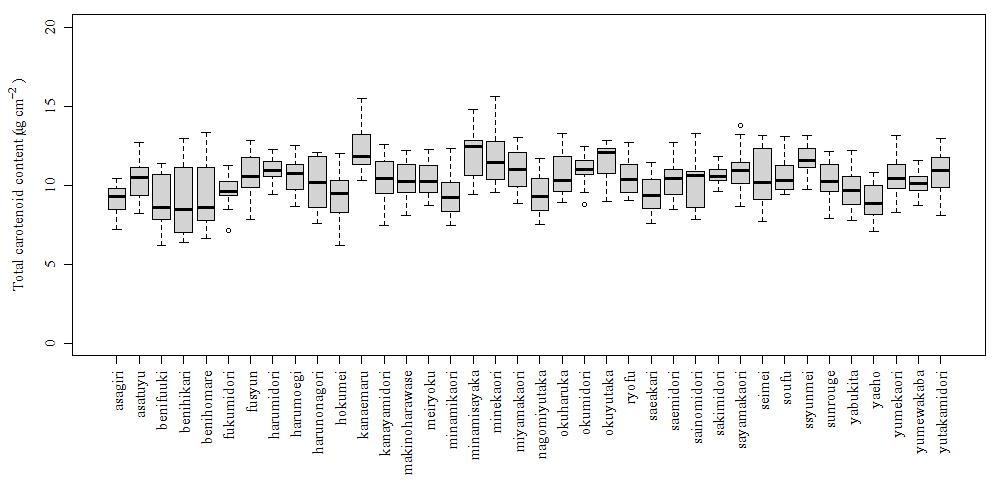 Total carotenoid content (μg cm⁻²)
20
15
10
5
0
asagiri
asatuyu
benifuuki
benihikari
benihomare
fukumidori
fusyun
harumidori
harumoegi
harunonagori
hokumei
kanaemaru
kanayamidori
makinoharawase
meiryoku
minamikaori
minamisayaka
minekaori
miyamakaori
nagomiyutaka
okuharuka
okumidori
okuyutaka
ryofu
saeakari
saemidori
sainomidori
sakimidori
sayamakaori
seimei
soufu
ssyunmei
sunrouge
yabukita
yaeho
yumekaori
yumewakaba
yutakamidori